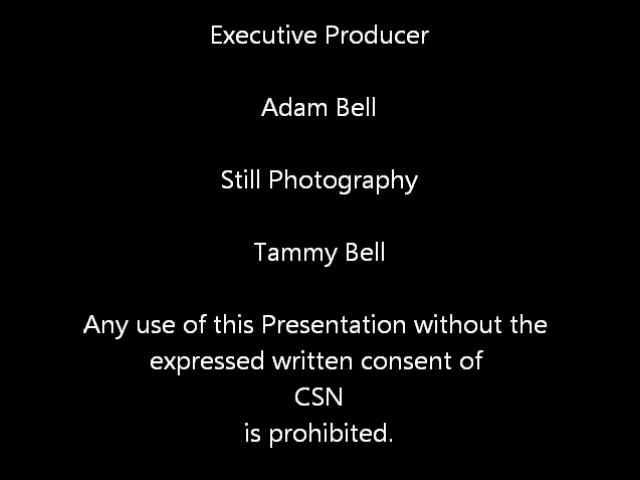 Executive Producer
Adam Bell
Still Photography
Tammy Bell
Any use of this Presentation without the
expressed written consent of
CSN
is prohibited.